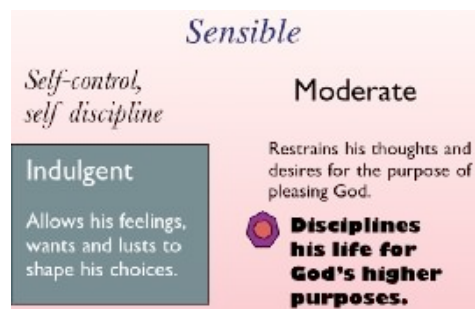 Sensible
Self-control,
self discipline
Indulgent
Allows his feelings,
wants and lusts to
shape his choices.
Moderate
Restrains his thoughts and
desires for the purpose of
pleasing God.
Disciplines
his life for
God's higher
purposes.